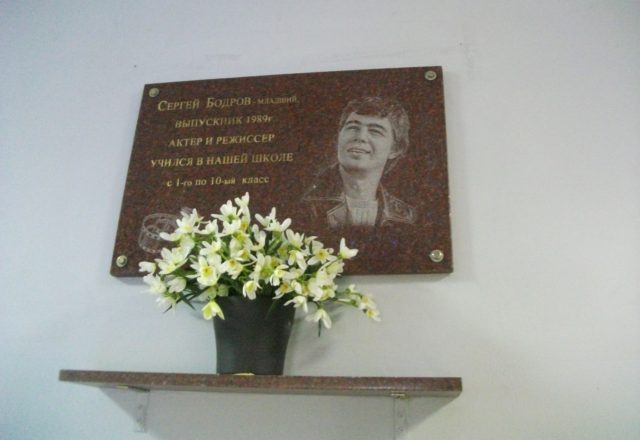 Сергей Бодров - младший,
выпускник 1989г
актер и режиссер
учился в нашей школе
с 1-го по 10-ый класс